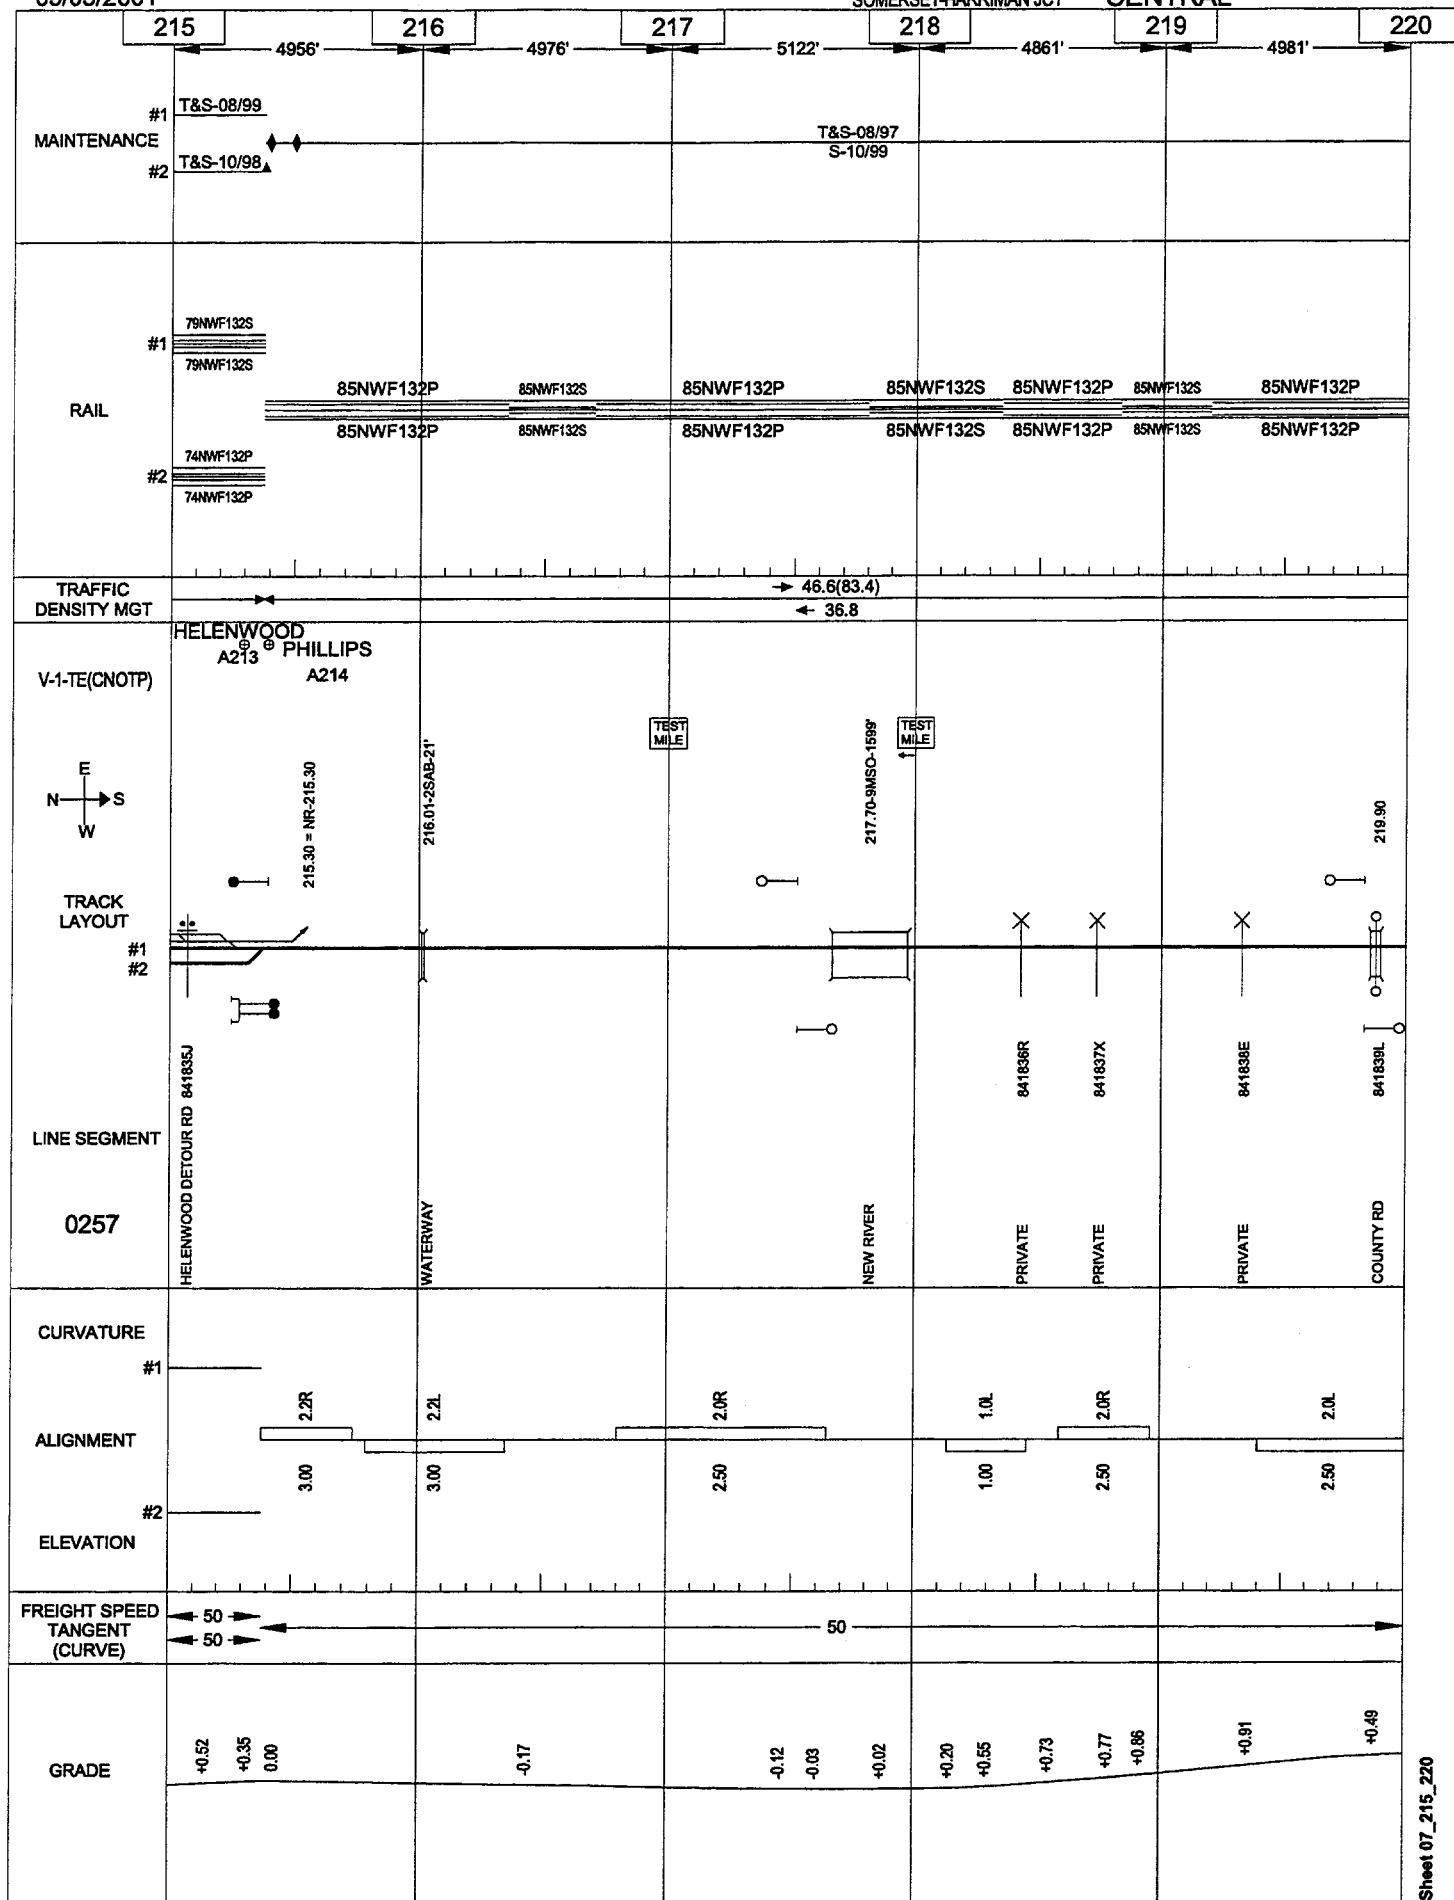 215 216 217 218 219 220
4956' 4976' 5122' 4861' 4981'
MAINTENANCE
#1 T&S-08/99
T&S-08/97
S-10/99
#2 T&S-10/98
RAIL
#1 79NWF132S
79NWF132S
85NWF132P 85NWF132S 85NWF132P 85NWF132S 85NWF132P 85NWF132S 85NWF132P
85NWF132P 85NWF132S 85NWF132P 85NWF132S 85NWF132P 85NWF132S 85NWF132P
#2 74NWF132P
74NWF132P
TRAFFIC
DENSITY MGT
46.6(83.4)
36.8
HELENWOOD
A213 PHILLIPS
A214
V-1-TE(CNOTP)
TEST
MILE
TEST
MILE
E
N S
W
215.30 = NR-215.30
216.01-2SAB-21'
217.70-9MSO-1599'
219.90
TRACK
LAYOUT
#1
#2
HELENWOOD DETOUR RD 841835J
841836R
841837X
841838E
841839L
LINE SEGMENT
0257
WATERWAY
NEW RIVER
PRIVATE
PRIVATE
PRIVATE
COUNTY RD
CURVATURE
#1
2.2R 2.2L 2.0R 1.0L 2.0R 2.0L
ALIGNMENT
3.00 3.00 2.50 1.00 2.50 2.50
#2
ELEVATION
FREIGHT SPEED
TANGENT
(CURVE)
50
50
50
GRADE
+0.52 +0.35 0.00 -0.17 -0.12 -0.03 +0.02 +0.20 +0.55 +0.73 +0.77 +0.86 +0.91 +0.49
Sheet 07_215_220